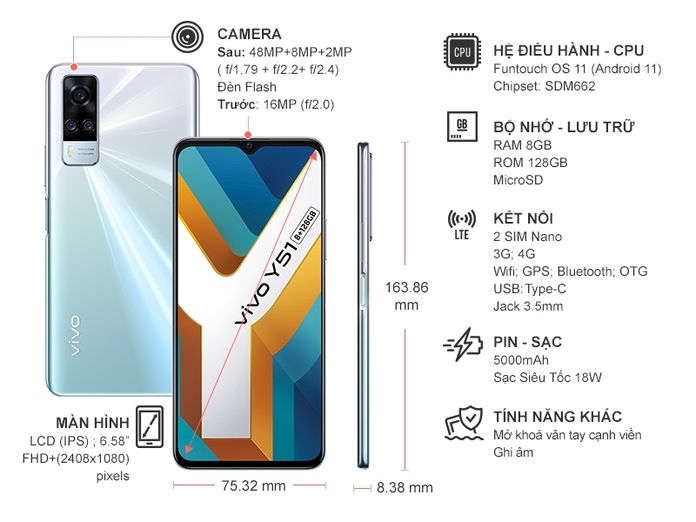 CAMERA
Sau: 48MP+8MP+2MP
( f/1.79 + f/2.2+ f/2.4)
Đèn Flash
Trước: 16MP (f/2.0)
vivo
vivo Y51
8+128GB
MÀN HÌNH
LCD (IPS) ; 6.58”
FHD+(2408x1080)
pixels
75.32 mm
163.86
mm
8.38 mm
CPU
HỆ ĐIỀU HÀNH - CPU
Funtouch OS 11 (Android 11)
Chipset: SDM662
GB
BỘ NHỚ - LƯU TRỮ
RAM 8GB
ROM 128GB
MicroSD
LTE
KẾT NỐI
2 SIM Nano
3G; 4G
Wifi; GPS; Bluetooth; OTG
USB:Type-C
Jack 3.5mm
PIN - SẠC
5000mAh
Sạc Siêu Tốc 18W
TÍNH NĂNG KHÁC
Mở khoá vân tay cạnh viền
Ghi âm